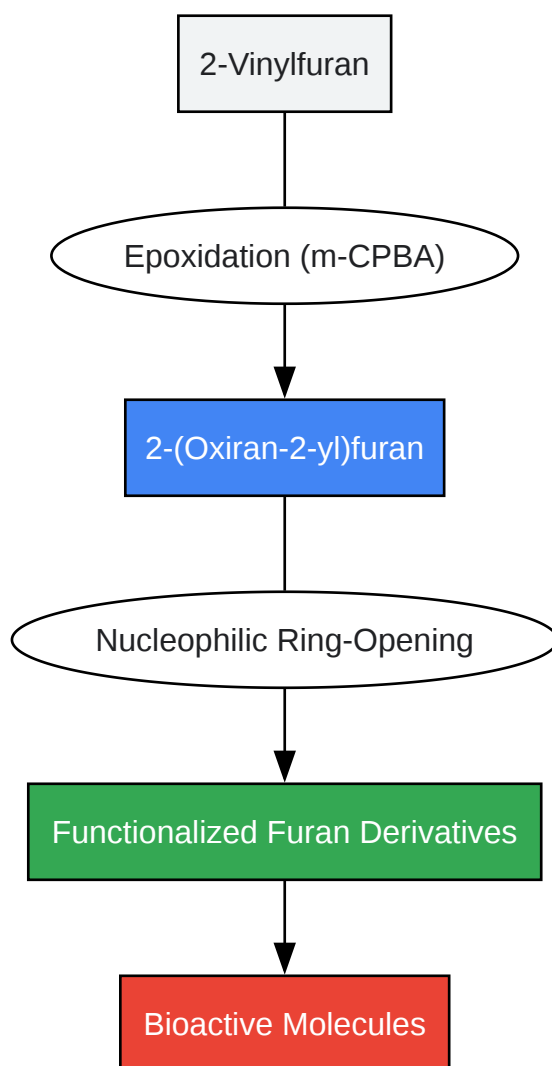 2-Vinylfuran
Epoxidation (m-CPBA)
2-(Oxiran-2-yl)furan
Nucleophilic Ring-Opening
Functionalized Furan Derivatives
Bioactive Molecules